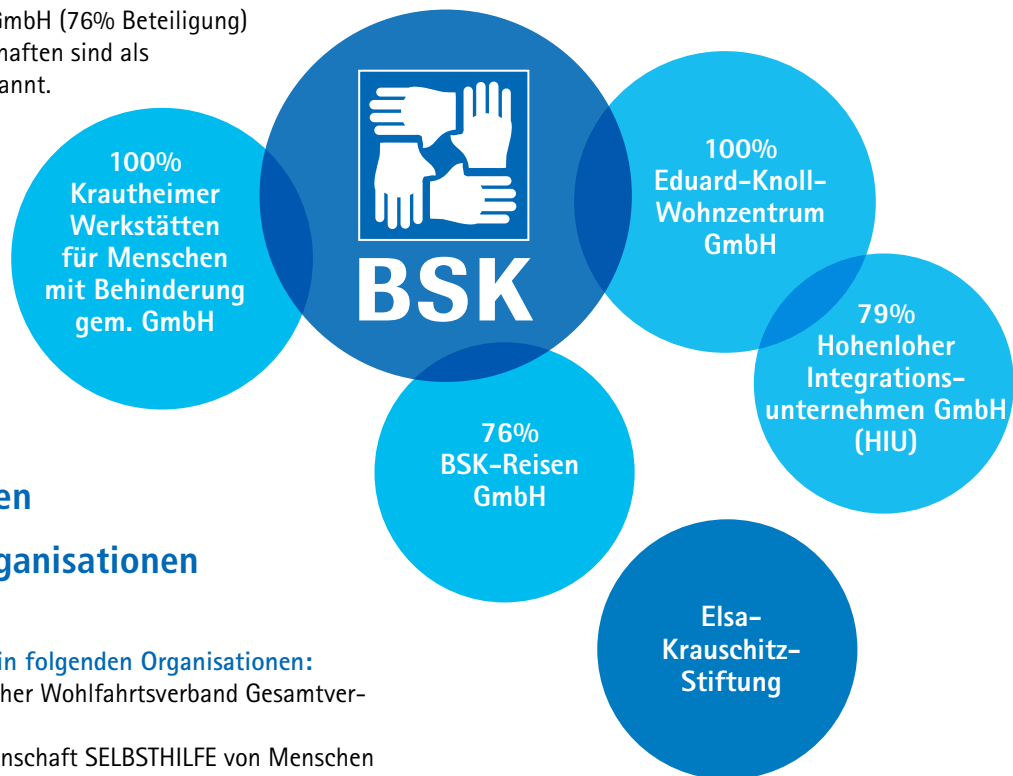 GmbH (76% Beteiligung)
haften sind als
annt.
BSK
100%
Krautheimer
Werkstätten
für Menschen
mit Behinderung
gem. GmbH
100%
Eduard-Knoll-
Wohnzentrum
GmbH
79%
Hohenloher
Integrations-
unternehmen GmbH
(HIU)
76%
BSK-Reisen
GmbH
Elsa-
Krauschitz-
Stiftung
en
ganisationen
in folgenden Organisationen:
cher Wohlfahrtsverband Gesamtver-
nschaft SELBSTHILFE von Menschen